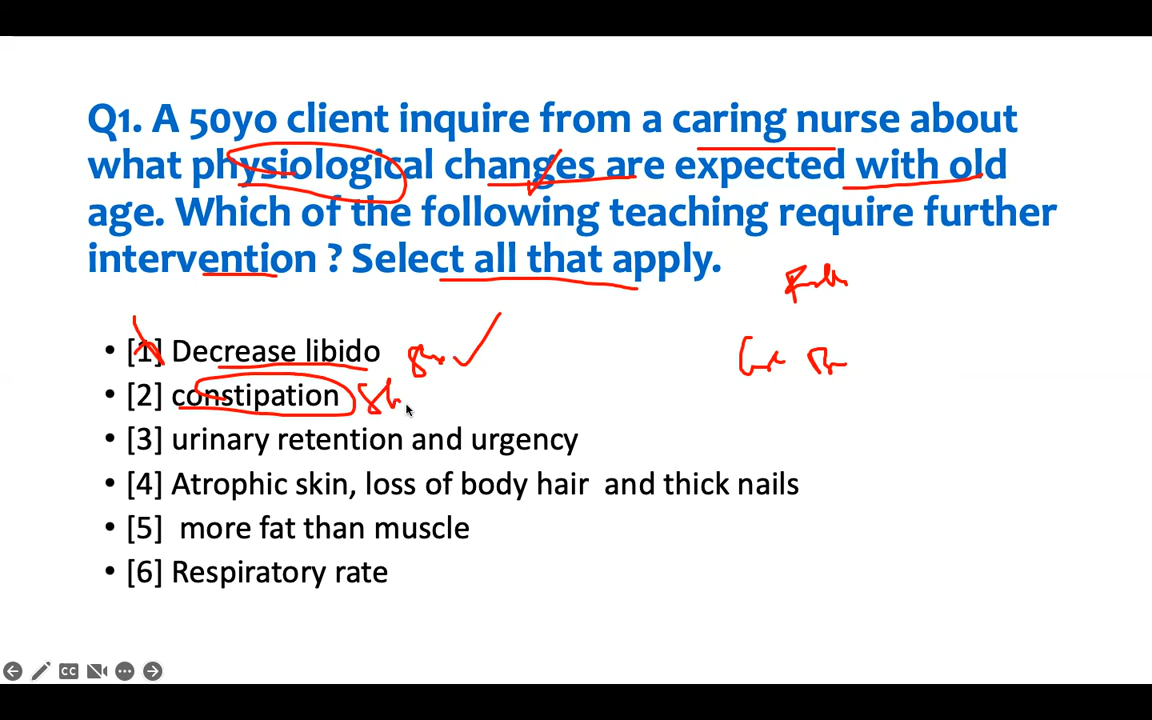 Q1. A 50yo client inquire from a caring nurse about
what physiological changes are expected with old
age. Which of the following teaching require further
intervention ? Select all that apply.
• [1] Decrease libido
• [2] constipation
• [3] urinary retention and urgency
• [4] Atrophic skin, loss of body hair and thick nails
• [5] more fat than muscle
• [6] Respiratory rate
CC